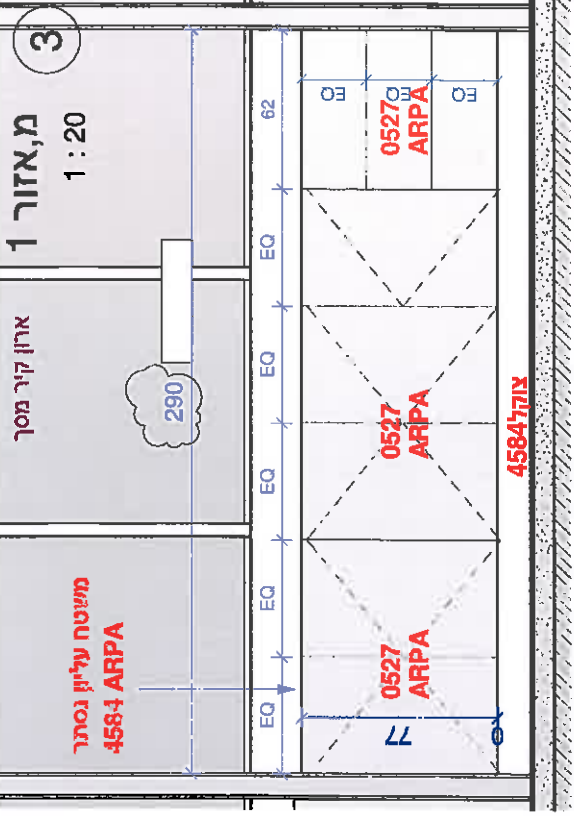 3
מ,אזור 1
1 : 20
ארון קיר מסך
290
משטח עליון נסתר
4584 ARPA
62
EQ
EQ
EQ
EQ
EQ
EQ
EQ
EQ
0527
ARPA
0527
ARPA
0527
ARPA
77
צוקל4584